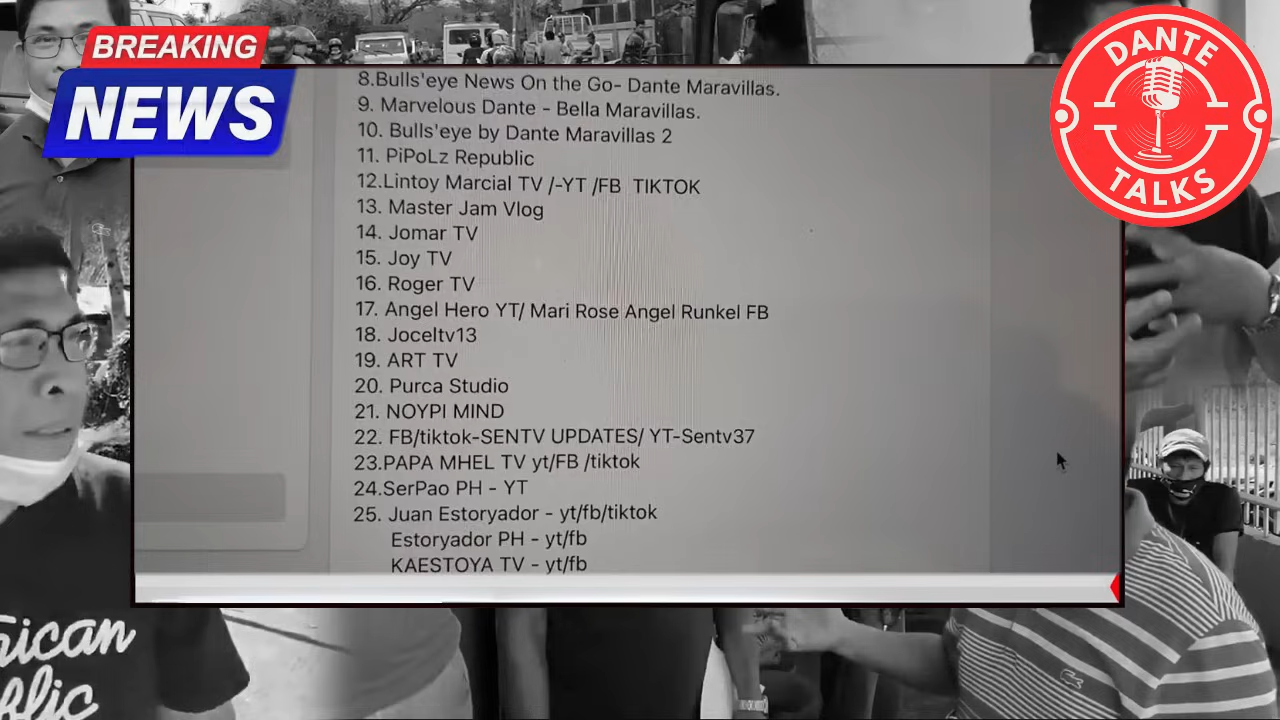 BREAKING
NEWS
DANTE
TALKS
8.Bulls'eye News On the Go- Dante Maravillas.
9. Marvelous Dante - Bella Maravillas.
10. Bulls'eye by Dante Maravillas 2
11. PiPoLz Republic
12.Lintoy Marcial TV /-YT /FB TIKTOK
13. Master Jam Vlog
14. Jomar TV
15. Joy TV
16. Roger TV
17. Angel Hero YT/ Mari Rose Angel Runkel FB
18. Joceltv13
19. ART TV
20. Purca Studio
21. NOYPI MIND
22. FB/tiktok-SENTV UPDATES/ YT-Sentv37
23.PAPA MHEL TV yt/FB /tiktok
24.SerPao PH - YT
25. Juan Estoryador - yt/fb/tiktok
Estoryador PH - yt/fb
KAESTOYA TV - yt/fb